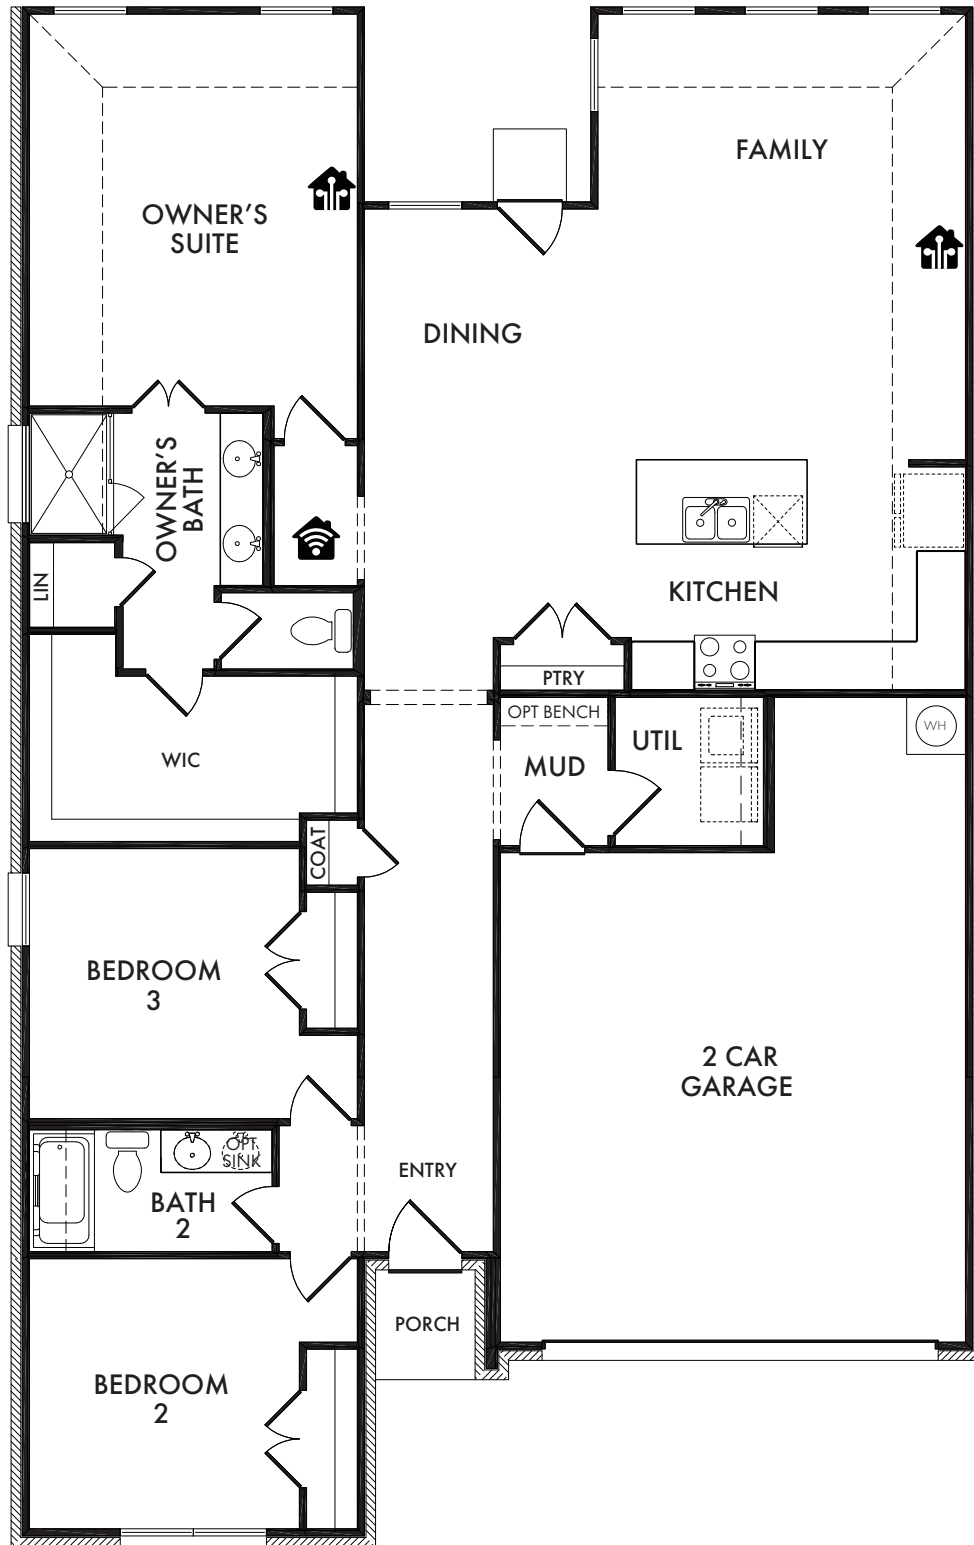 FAMILY
OWNER'S
SUITE
DINING
OWNER'S
BATH
LIN
KITCHEN
PTRY
OPT BENCH
WH
UTIL
MUD
WIC
COAT
BEDROOM
3
2 CAR
GARAGE
OPT
SINK
ENTRY
BATH
2
PORCH
BEDROOM
2